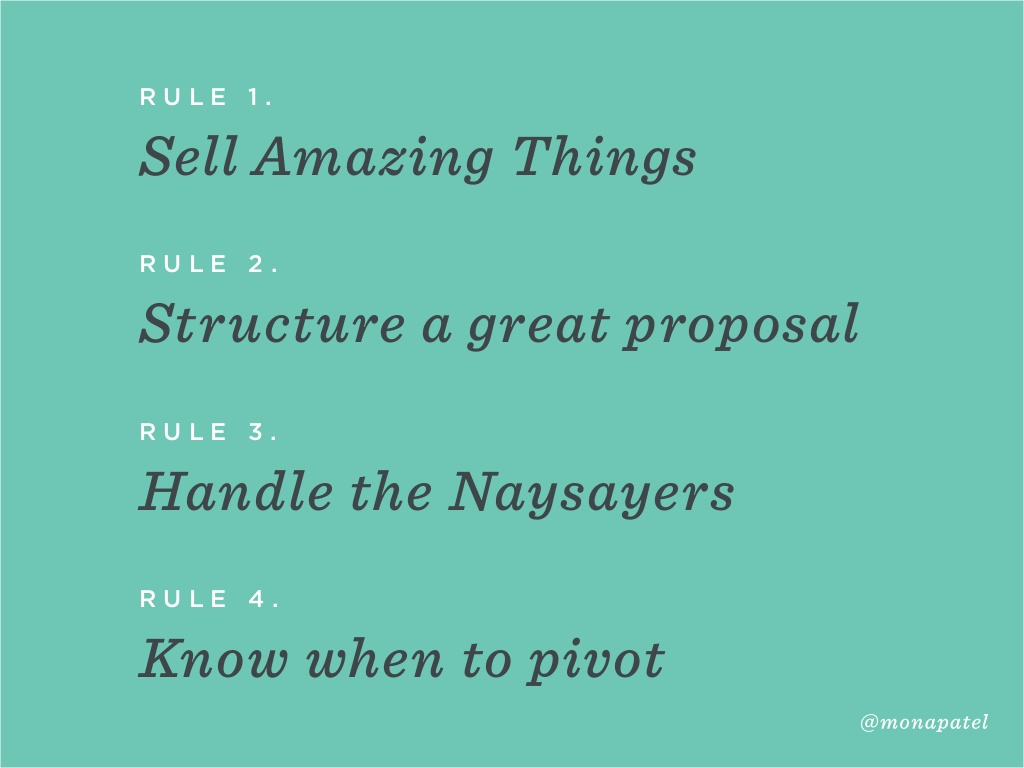 RULE 1.
Sell Amazing Things
RULE 2.
Structure a great proposal
RULE 3.
Handle the Naysayers
RULE 4.
Know when to pivot
@monapatel